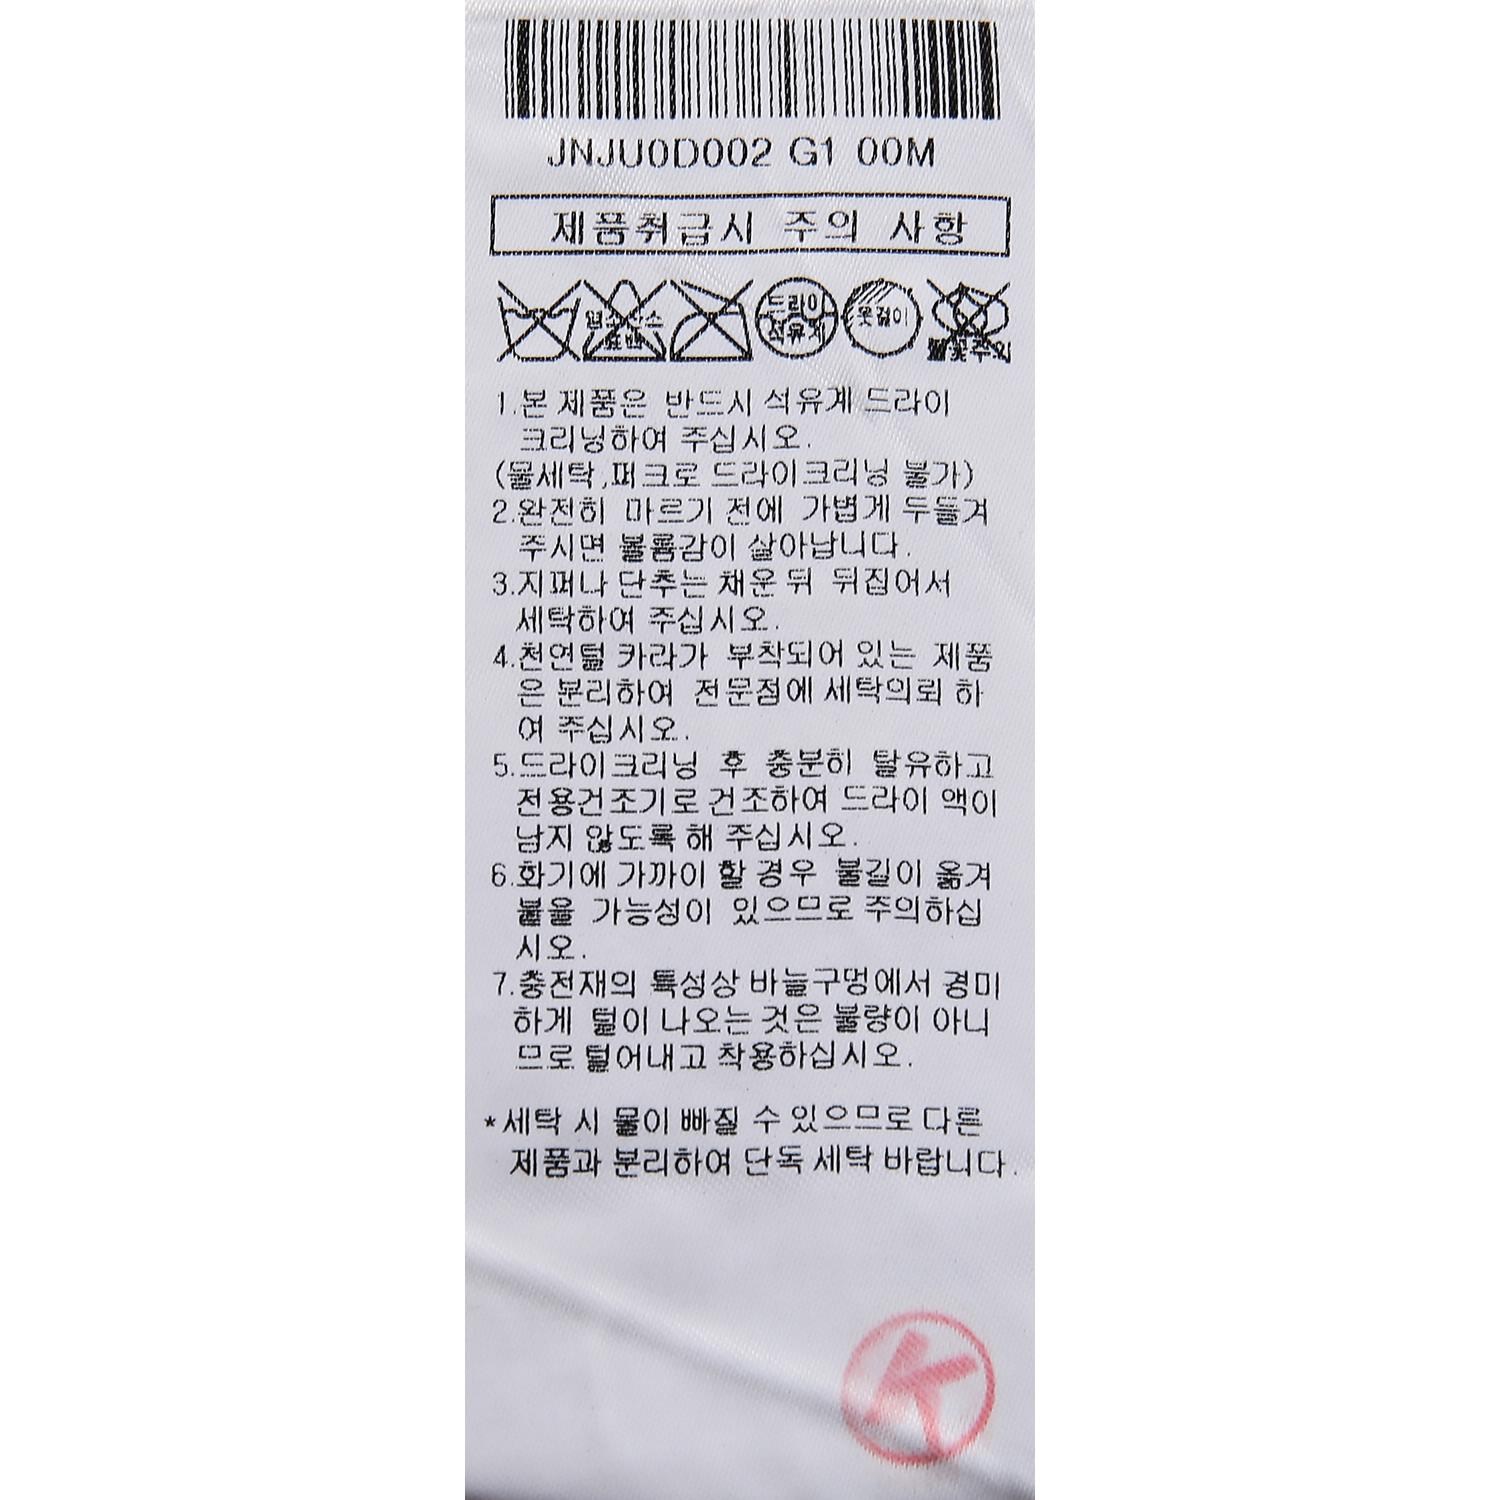 JNJU0D002 G1 00M
제품취급시 주의 사항
염소산소
표백
드라이
석유계
옷걸이
불꽃주의
1.본 제품은 반드시 석유계 드라이
크리닝하여 주십시오.
(물세탁,퍼크로 드라이크리닝 불가)
2.완전히 마르기 전에 가볍게 두들겨
주시면 볼륨감이 살아납니다.
3.지퍼나 단추는 채운 뒤 뒤집어서
세탁하여 주십시오.
4.천연털 카라가 부착되어 있는 제품
은 분리하여 전문점에 세탁의뢰 하
여 주십시오.
5.드라이크리닝 후 충분히 탈유하고
전용건조기로 건조하여 드라이 액이
남지 않도록 해 주십시오.
6.화기에 가까이 할 경우 불길이 옮겨
붙을 가능성이 있으므로 주의하십
시오.
7.충전재의 특성상 바늘구멍에서 경미
하게 털이 나오는 것은 불량이 아니
므로 털어내고 착용하십시오.
*세탁 시 물이 빠질 수 있으므로 다른
제품과 분리하여 단독 세탁 바랍니다.
K